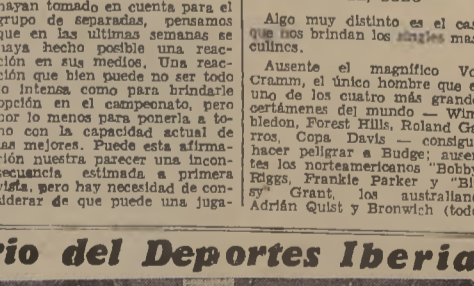 hayan tomado en cuenta para el
grupo de separadas, pensamos
que en las ultimas semanas se
haya hecho posible una reac-
ción en sus medios. Una reac-
ción que bien puede no ser todo
lo intensa como para brindarle
opción en el campeonato, pero
por lo menos para ponerla a to-
no con la capacidad actual de
las mejores. Puede esta afirma-
ción nuestra parecer una incon-
secuencia estimada a primera
vista, pero hay necesidad de con-
siderar de que puede una juga-
Algo muy distinto es el cas
que nos brindan los singles mas
culinos.
Ausente el magnífico Vo
Cramm, el único hombre que e
uno de los cuatro más grand
certámenes del mundo — Wim
bledon, Forest Hills, Roland G
rros, Copa Davis — consigu
hacer peligrar a Budge; ausen
tes los norteamericanos "Bobby
Riggs, Frankie Parker y "Bi
sy" Grant, los australian
Adrián Quist y Bronwich (tod
rio del Deportes Iberia